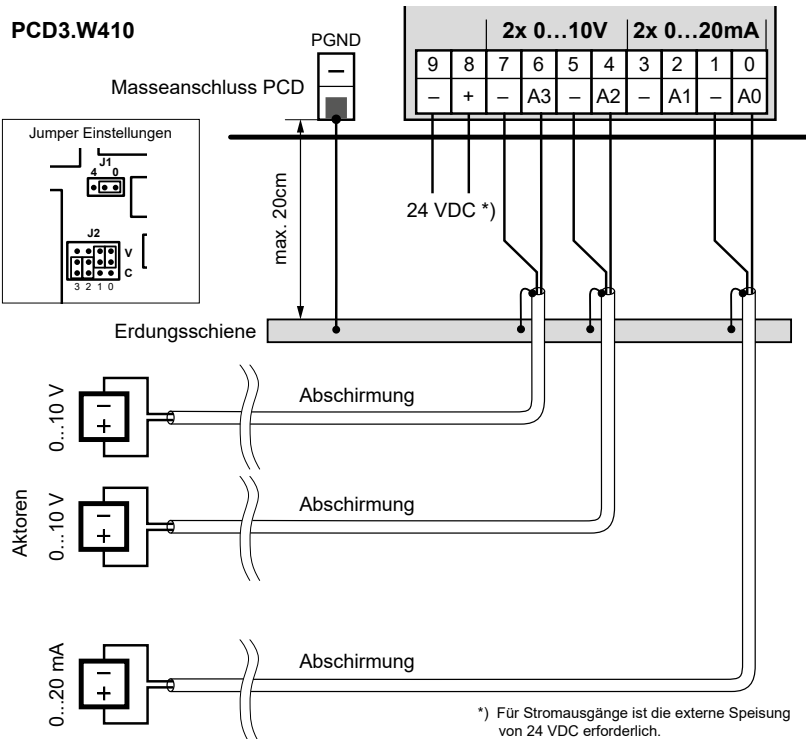 PCD3.W410
PGND
2x 0…10V 2x 0…20mA
–
9 8 7 6 5 4 3 2 1 0
– + – A3 – A2 – A1 – A0
Masseanschluss PCD
Jumper Einstellungen
J1
4 0
J2
V
C
3 2 1 0
max. 20cm
24 VDC *)
Erdungsschiene
Aktoren
0...10 V
– +
Abschirmung
0...10 V
– +
Abschirmung
0...20 mA
– +
Abschirmung
*) Für Stromausgänge ist die externe Speisung
von 24 VDC erforderlich.